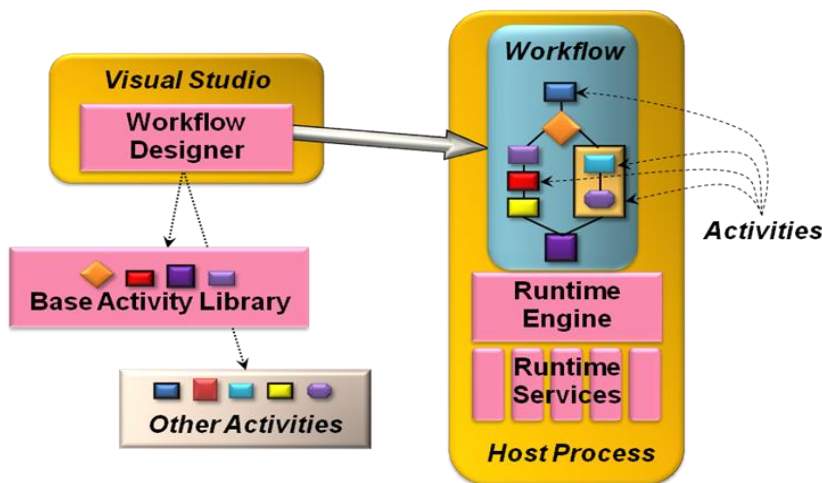 Visual Studio
Workflow
Designer
Base Activity Library
Other Activities
Workflow
Activities
Runtime
Engine
Runtime
Services
Host Process